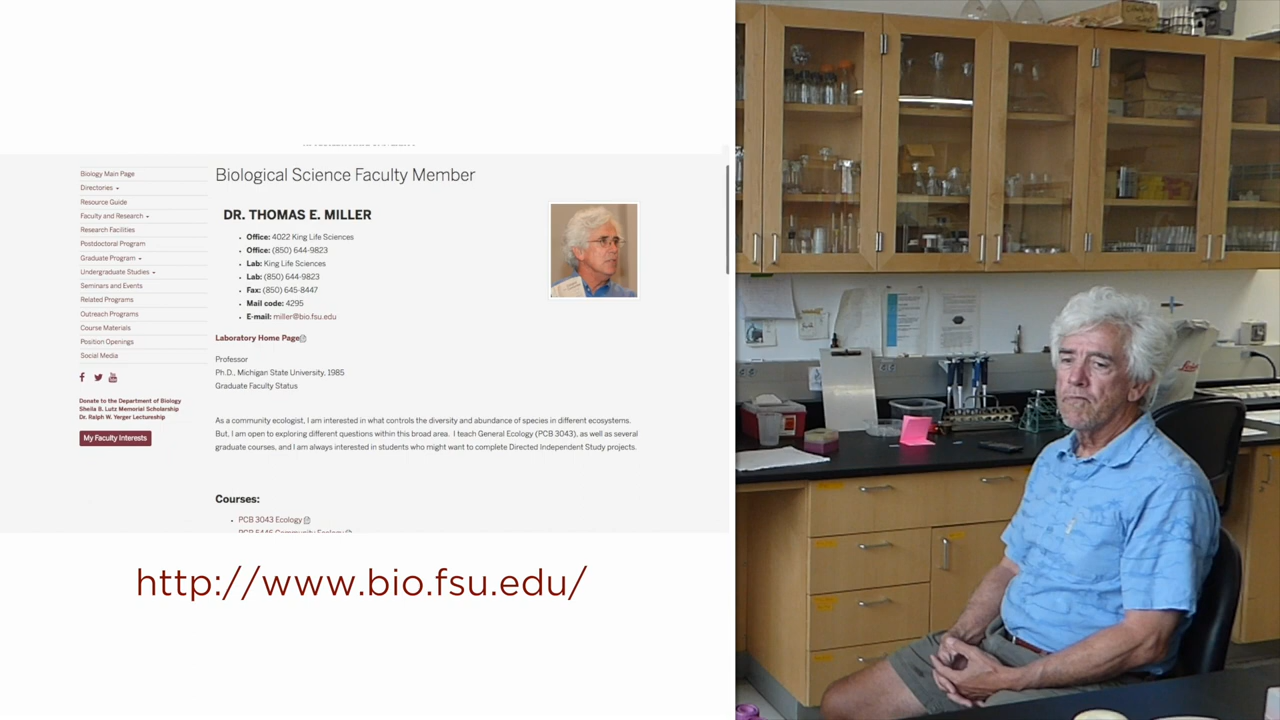 Biological Science Faculty Member
Biology Main Page
Directories
Resource Guide
Faculty and Research
Research Facilities
Postdoctoral Program
Graduate Program
Undergraduate Studies
Seminars and Events
Related Programs
Outreach Programs
Course Materials
Position Openings
Social Media
Donate to the Department of Biology
Sheila B. Lutz Memorial Scholarship
Dr. Ralph W. Yerger Lectureship
My Faculty Interests
DR. THOMAS E. MILLER
Office: 4022 King Life Sciences
Office: (850) 644-9823
Lab: King Life Sciences
Lab: (850) 644-9823
Fax: (850) 645-8447
Mail code: 4295
E-mail: miller@bio.fsu.edu
Laboratory Home Page
Professor
Ph.D., Michigan State University, 1985
Graduate Faculty Status
As a community ecologist, I am interested in what controls the diversity and abundance of species in different ecosystems.
But, I am open to exploring different questions within this broad area. I teach General Ecology (PCB 3043), as well as several
graduate courses, and I am always interested in students who might want to complete Directed Independent Study projects.
Courses:
PCB 3043 Ecology
http://www.bio.fsu.edu/